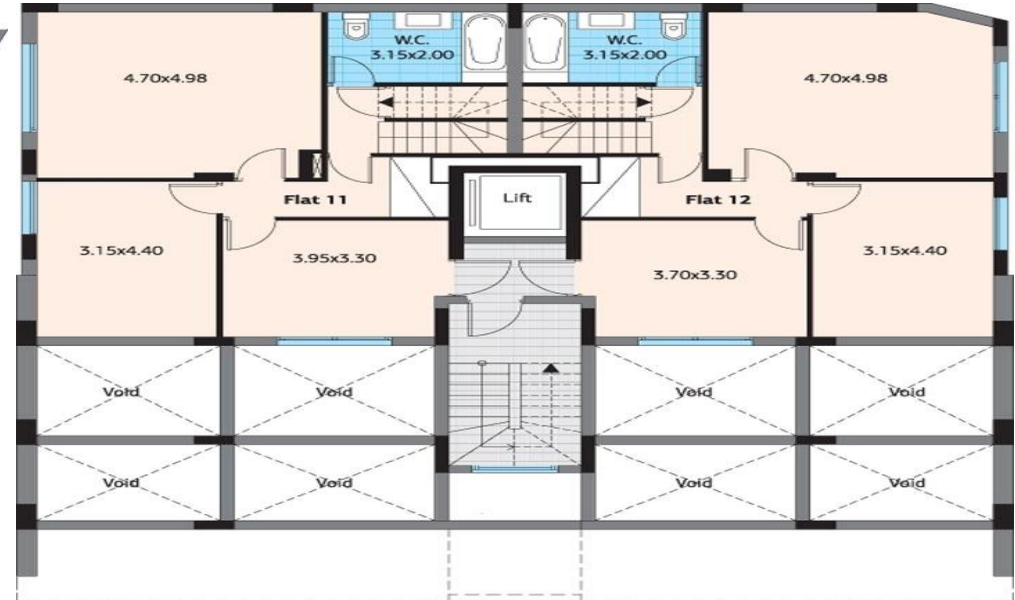 W.C.
3.15x2.00
W.C.
3.15x2.00
4.70x4.98
4.70x4.98
Flat 11
Lift
Flat 12
3.15x4.40
3.95x3.30
3.70x3.30
3.15x4.40
Void
Void
Void
Void
Void
Void
Void
Void